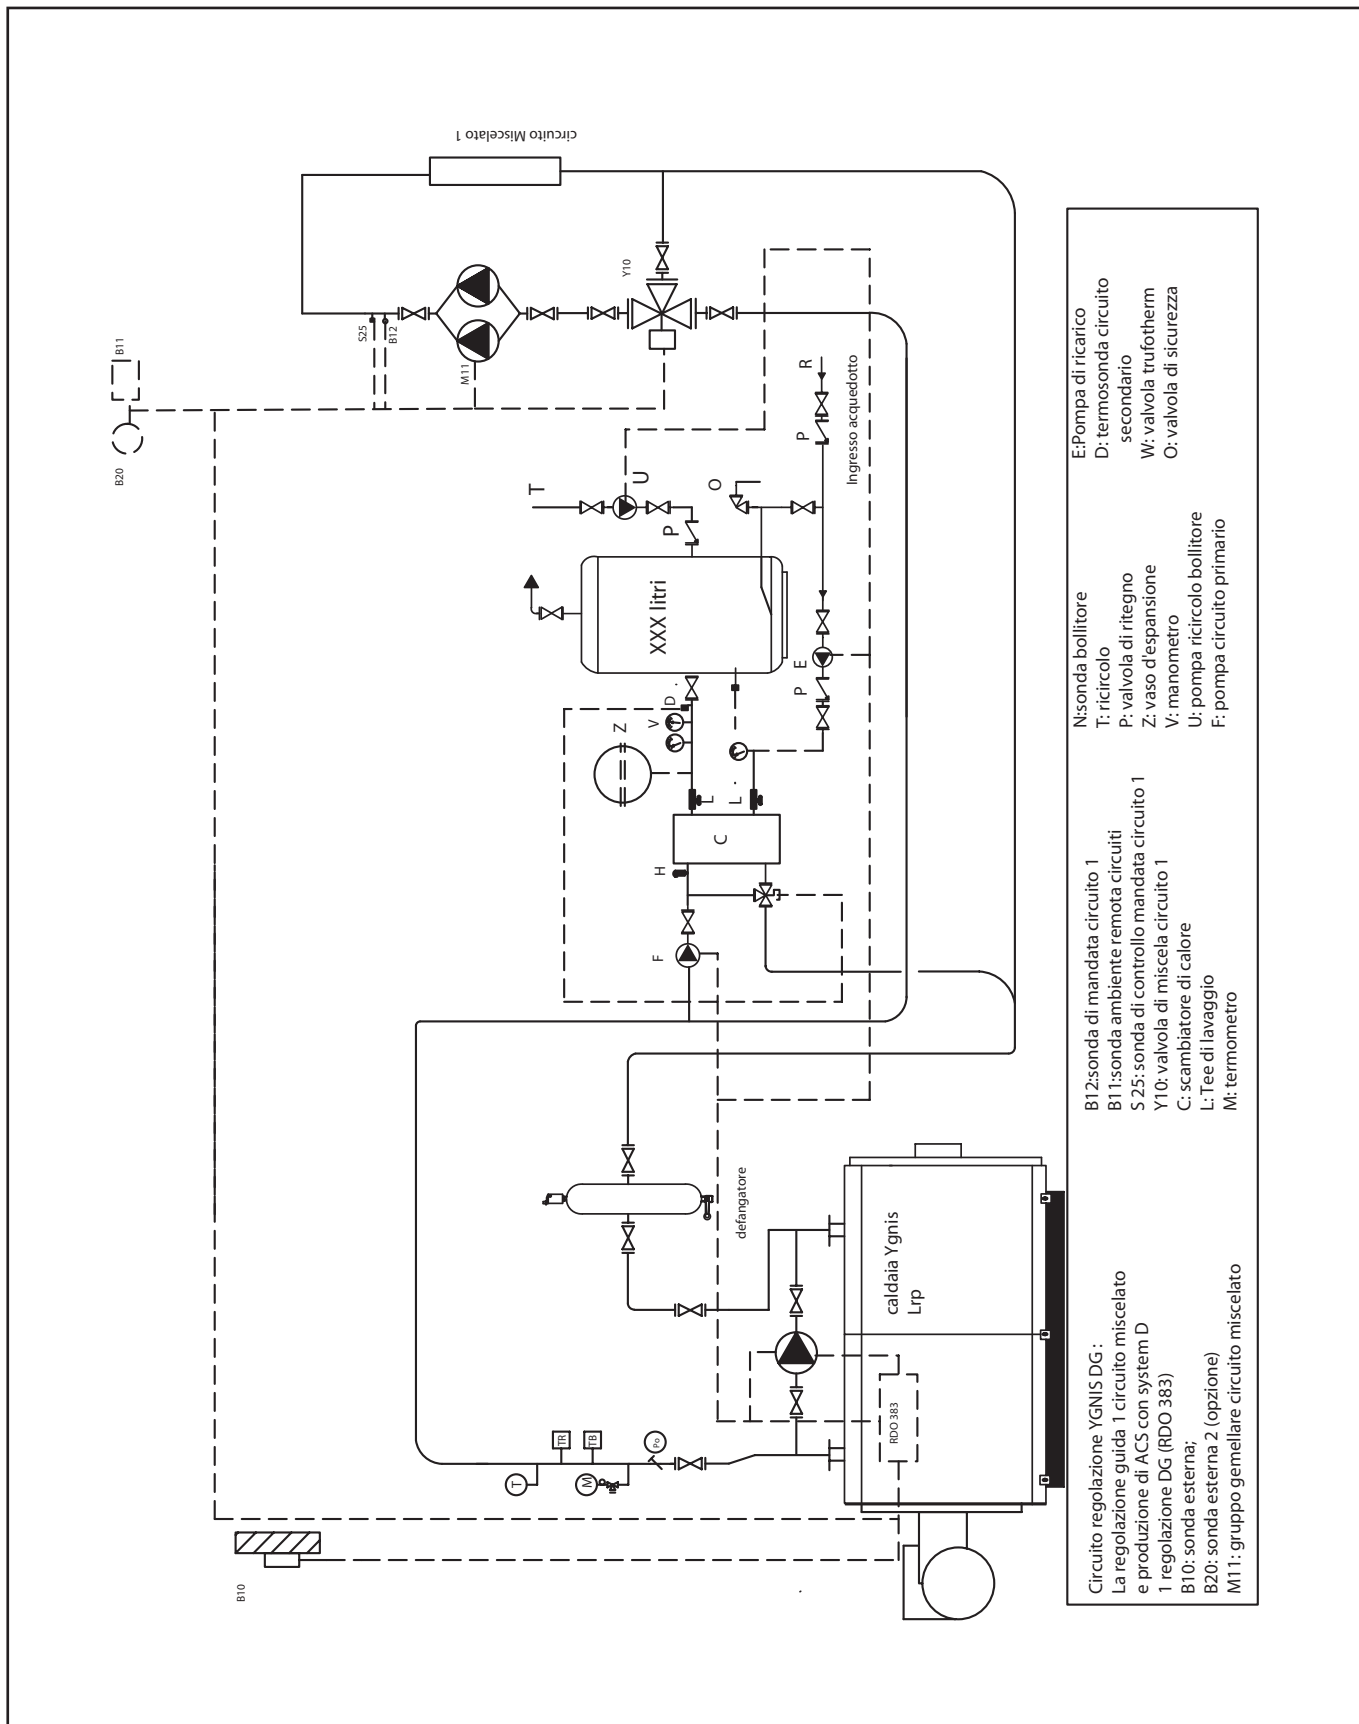 circuito Miscelato 1
B11
B20
S25
B12
M11
Y10
T
U
P
XXX litri
O
P
R
Ingresso acquedotto
E
P
D
V
Z
L
L
C
H
F
defangatore
TR
TB
Po
T
M
B10
caldaia Ygnis
Lrp
RDO 383
Circuito regolazione YGNIS DG :
La regolazione guida 1 circuito miscelato
e produzione di ACS con system D
1 regolazione DG (RDO 383)
B10: sonda esterna;
B20: sonda esterna 2 (opzione)
M11: gruppo gemellare circuito miscelato
B12:sonda di mandata circuito 1
B11:sonda ambiente remota circuiti
S 25: sonda di controllo mandata circuito 1
Y10: valvola di miscela circuito 1
C: scambiatore di calore
L: Tee di lavaggio
M: termometro
N:sonda bollitore
T: ricircolo
P: valvola di ritegno
Z: vaso d'espansione
V: manometro
U: pompa ricircolo bollitore
F: pompa circuito primario
E:Pompa di ricarico
D: termosonda circuito
secondario
W: valvola trufotherm
O: valvola di sicurezza